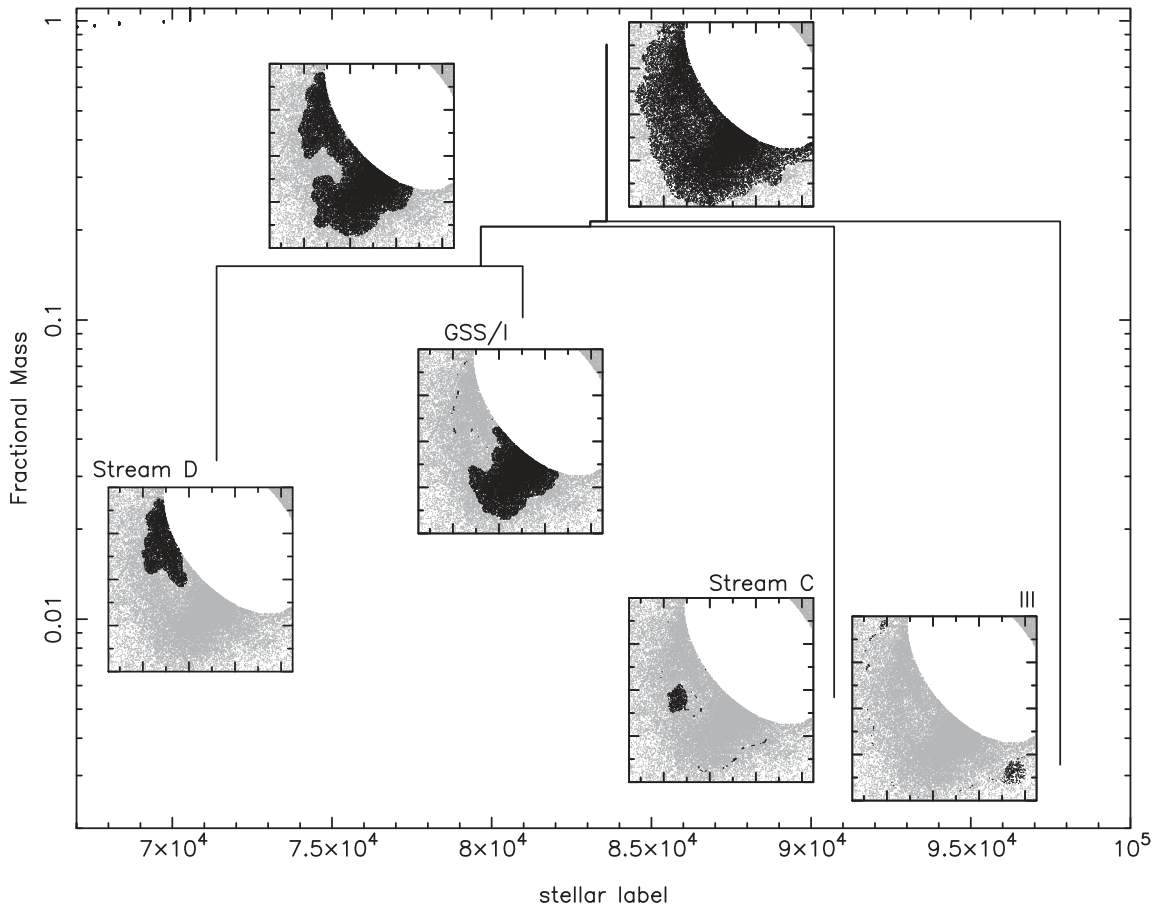 1
0.1
0.01
Fractional Mass
GSS/I
Stream D
Stream C
III
7×10⁴
7.5×10⁴
8×10⁴
8.5×10⁴
9×10⁴
9.5×10⁴
10⁵
stellar label